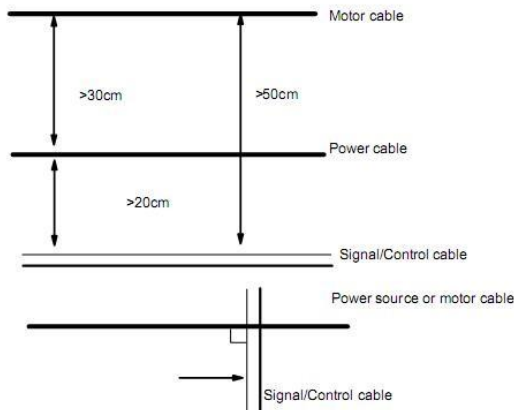 Motor cable
>30cm
>50cm
Power cable
>20cm
Signal/Control cable
Power source or motor cable
Signal/Control cable